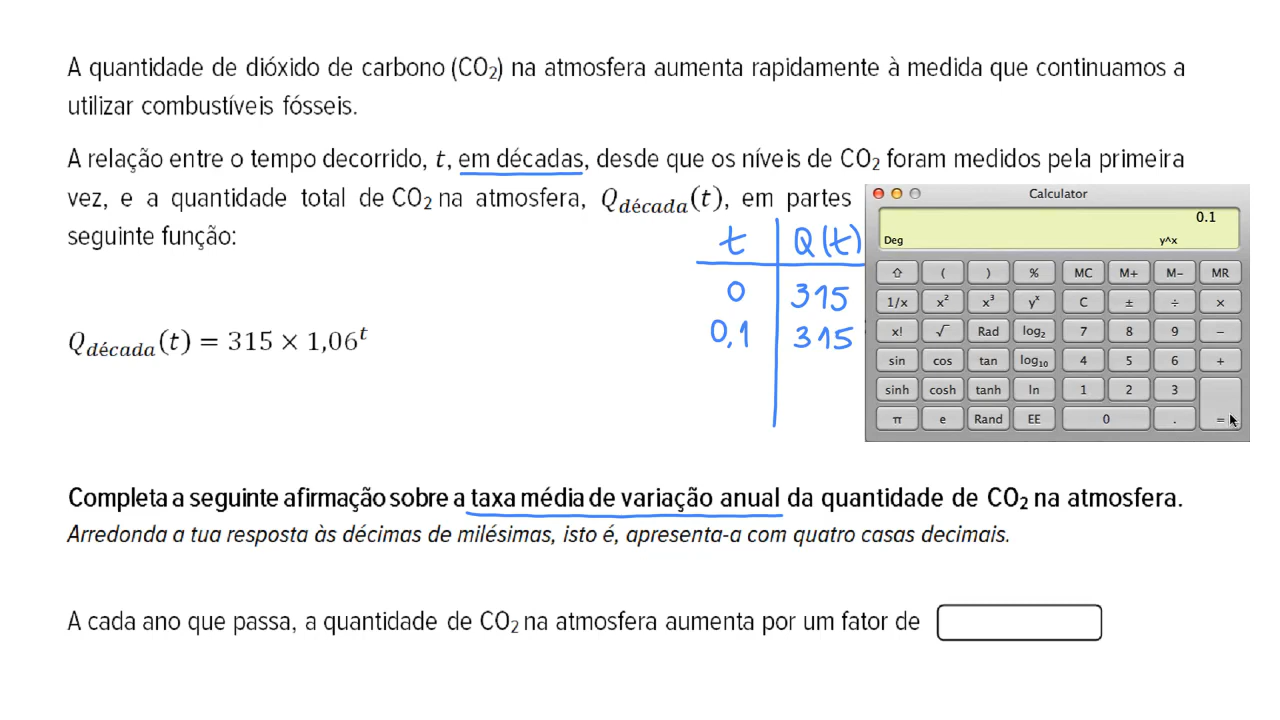 A quantidade de dióxido de carbono (CO₂) na atmosfera aumenta rapidamente à medida que continuamos a
utilizar combustíveis fósseis.
A relação entre o tempo decorrido, t, em décadas, desde que os níveis de CO₂ foram medidos pela primeira
vez, e a quantidade total de CO₂ na atmosfera, Q_década(t), em partes
seguinte função:
t Q(t)
0 315
0,1 315
Q_década(t) = 315 × 1,06^t
Calculator
0.1
Deg y^x
⇧ ( ) % MC M+ M− MR
1/x x² x³ yˣ C ± ÷ ×
x! √ Rad log₂ 7 8 9 −
sin cos tan log₁₀ 4 5 6 +
sinh cosh tanh ln 1 2 3
π e Rand EE 0 . =
Completa a seguinte afirmação sobre a taxa média de variação anual da quantidade de CO₂ na atmosfera.
Arredonda a tua resposta às décimas de milésimas, isto é, apresenta-a com quatro casas decimais.
A cada ano que passa, a quantidade de CO₂ na atmosfera aumenta por um fator de